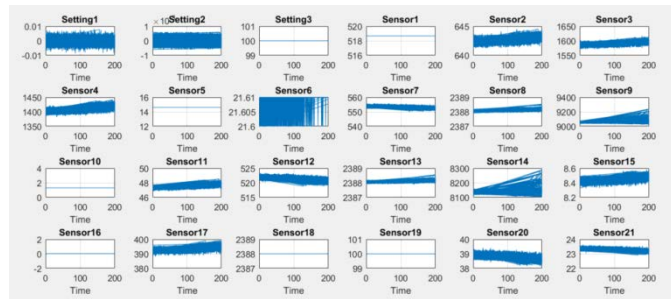 Setting1 Setting2 Setting3 Sensor1 Sensor2 Sensor3
0.01 0 -0.01 1 0 -1 101 100 99 520 518 516 645 640 1650 1600 1550
0 100 200 0 100 200 0 100 200 0 100 200 0 100 200 0 100 200
Time Time Time Time Time Time
Sensor4 Sensor5 Sensor6 Sensor7 Sensor8 Sensor9
1450 1400 1350 16 14 12 21.61 21.605 21.6 560 550 540 2389 2388 2387 9400 9200 9000
0 100 200 0 100 200 0 100 200 0 100 200 0 100 200 0 100 200
Time Time Time Time Time Time
Sensor10 Sensor11 Sensor12 Sensor13 Sensor14 Sensor15
4 2 0 50 48 46 525 520 515 2389 2388 2387 8300 8200 8100 8.6 8.4 8.2
0 100 200 0 100 200 0 100 200 0 100 200 0 100 200 0 100 200
Time Time Time Time Time Time
Sensor16 Sensor17 Sensor18 Sensor19 Sensor20 Sensor21
2 0 -2 400 390 380 2389 2388 2387 101 100 99 40 39 38 24 23 22
0 100 200 0 100 200 0 100 200 0 100 200 0 100 200 0 100 200
Time Time Time Time Time Time